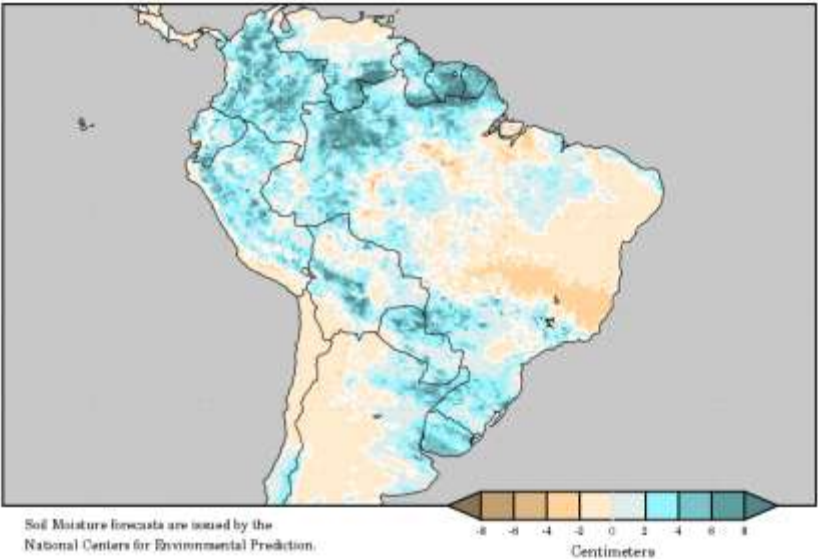 Soil Moisture forecasts are issued by the
National Centers for Environmental Prediction.
-8 -6 -4 -2 0 2 4 6 8
Centimeters